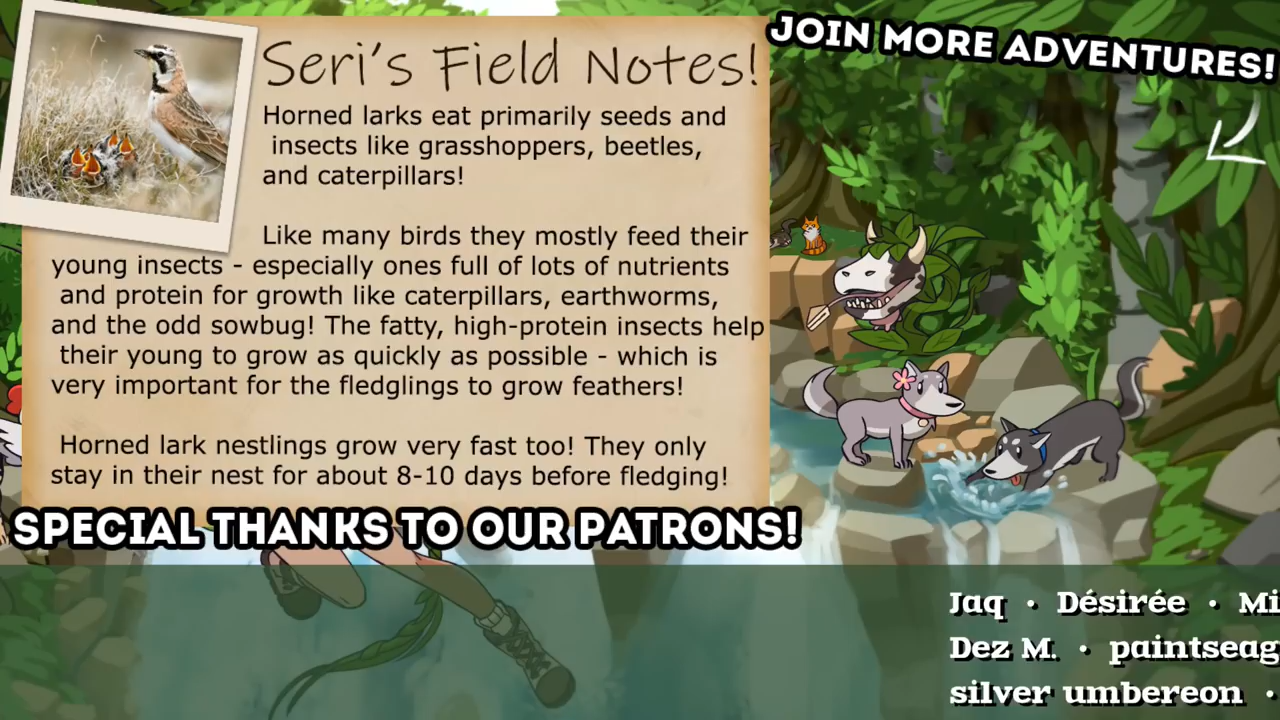 Seri's Field Notes!
JOIN MORE ADVENTURES!
Horned larks eat primarily seeds and
insects like grasshoppers, beetles,
and caterpillars!
Like many birds they mostly feed their
young insects - especially ones full of lots of nutrients
and protein for growth like caterpillars, earthworms,
and the odd sowbug! The fatty, high-protein insects help
their young to grow as quickly as possible - which is
very important for the fledglings to grow feathers!
Horned lark nestlings grow very fast too! They only
stay in their nest for about 8-10 days before fledging!
SPECIAL THANKS TO OUR PATRONS!
Jaq · Désirée · Mi
Dez M. · paintseag
silver umbereon ·